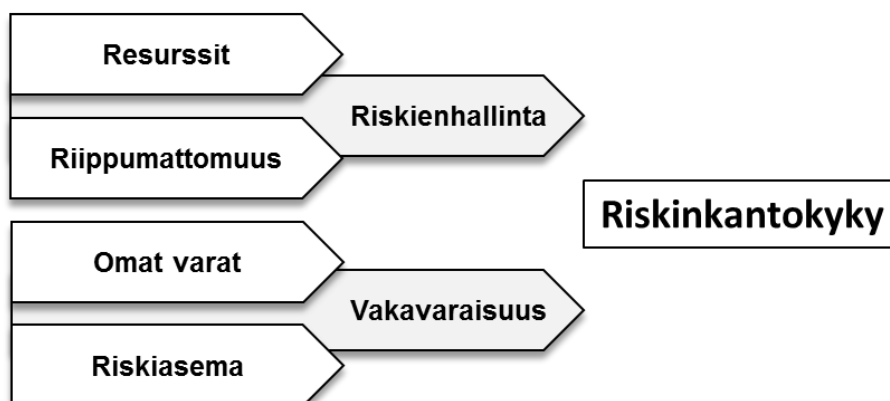 Resurssit
Riskienhallinta
Riippumattomuus
Riskinkantokyky
Omat varat
Vakavaraisuus
Riskiasema